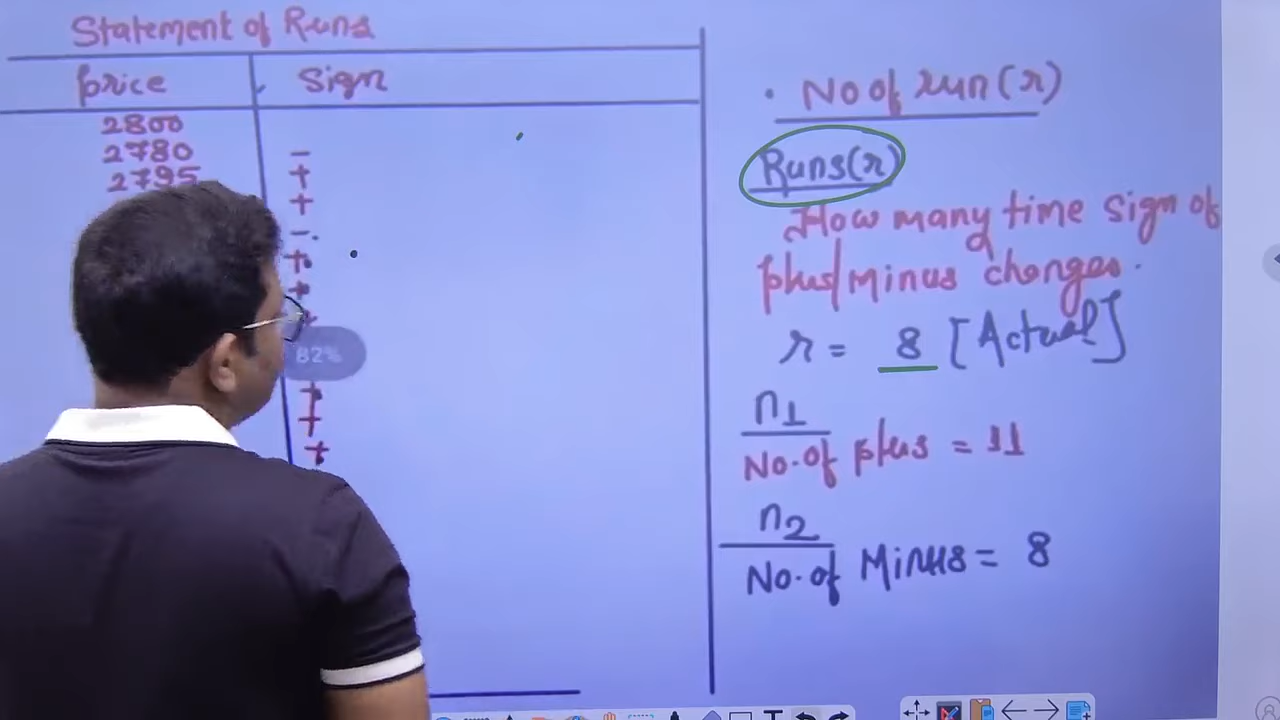 Statement of Runs
price
Sign
2800
2780 -
2795 +
+
-
+
+
82%
+
+
+
• No of run (r)
Runs(r)
How many time sign of
plus/Minus changes.
r = 8 [Actual]
n1
No. of plus = 11
n2
No. of Minus = 8